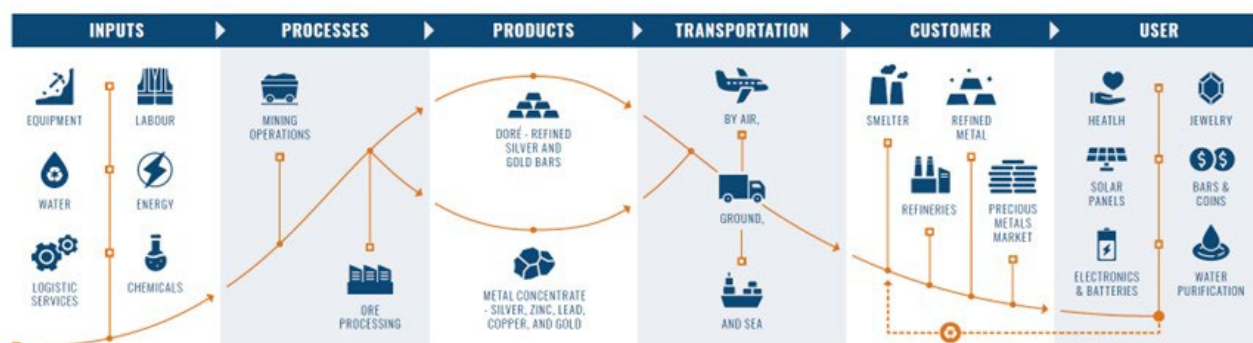 INPUTS
PROCESSES
PRODUCTS
TRANSPORTATION
CUSTOMER
USER
EQUIPMENT
LABOUR
WATER
ENERGY
LOGISTIC
SERVICES
CHEMICALS
MINING
OPERATIONS
ORE
PROCESSING
DORÉ - REFINED
SILVER AND
GOLD BARS
METAL CONCENTRATE
- SILVER, ZINC, LEAD,
COPPER, AND GOLD
BY AIR,
GROUND,
AND SEA
SMELTER
REFINED
METAL
REFINERIES
PRECIOUS
METALS
MARKET
HEATLH
JEWELRY
SOLAR
PANELS
BARS &
COINS
ELECTRONICS
& BATTERIES
WATER
PURIFICATION